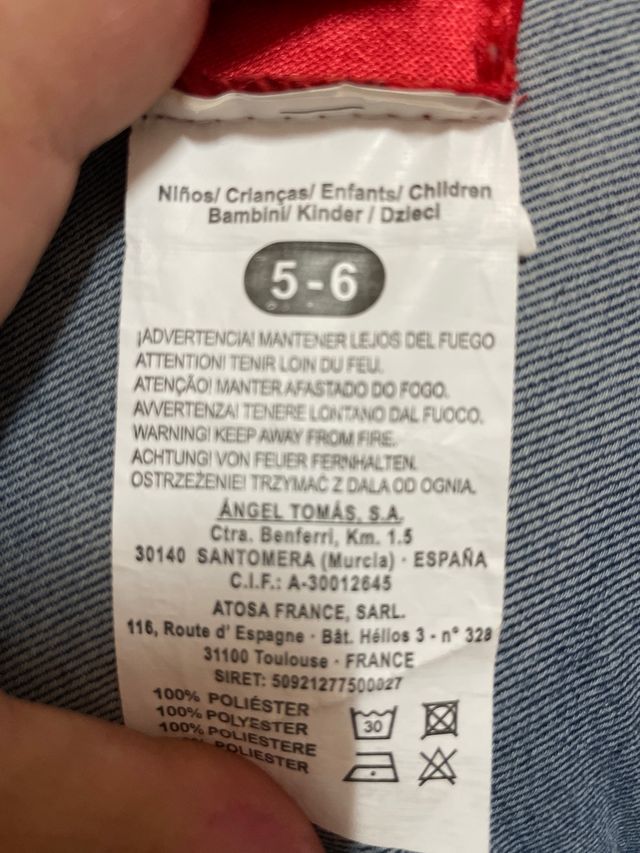 Niños/ Crianças/ Enfants/ Children
Bambini/ Kinder / Dzieci
5 - 6
¡ADVERTENCIA! MANTENER LEJOS DEL FUEGO
ATTENTION! TENIR LOIN DU FEU.
ATENÇÃO! MANTER AFASTADO DO FOGO.
AVVERTENZA! TENERE LONTANO DAL FUOCO.
WARNING! KEEP AWAY FROM FIRE.
ACHTUNG! VON FEUER FERNHALTEN.
OSTRZEŻENIE! TRZYMAĆ Z DALA OD OGNIA.
ÁNGEL TOMÁS, S.A.
Ctra. Benferri, Km. 1.5
30140 SANTOMERA (Murcia) · ESPAÑA
C.I.F.: A-30012645
ATOSA FRANCE, SARL.
116, Route d' Espagne · Bât. Hélios 3 - n° 328
31100 Toulouse · FRANCE
SIRET: 50921277500027
100% POLIÉSTER
100% POLYESTER
100% POLIESTERE
POLIESTER
30